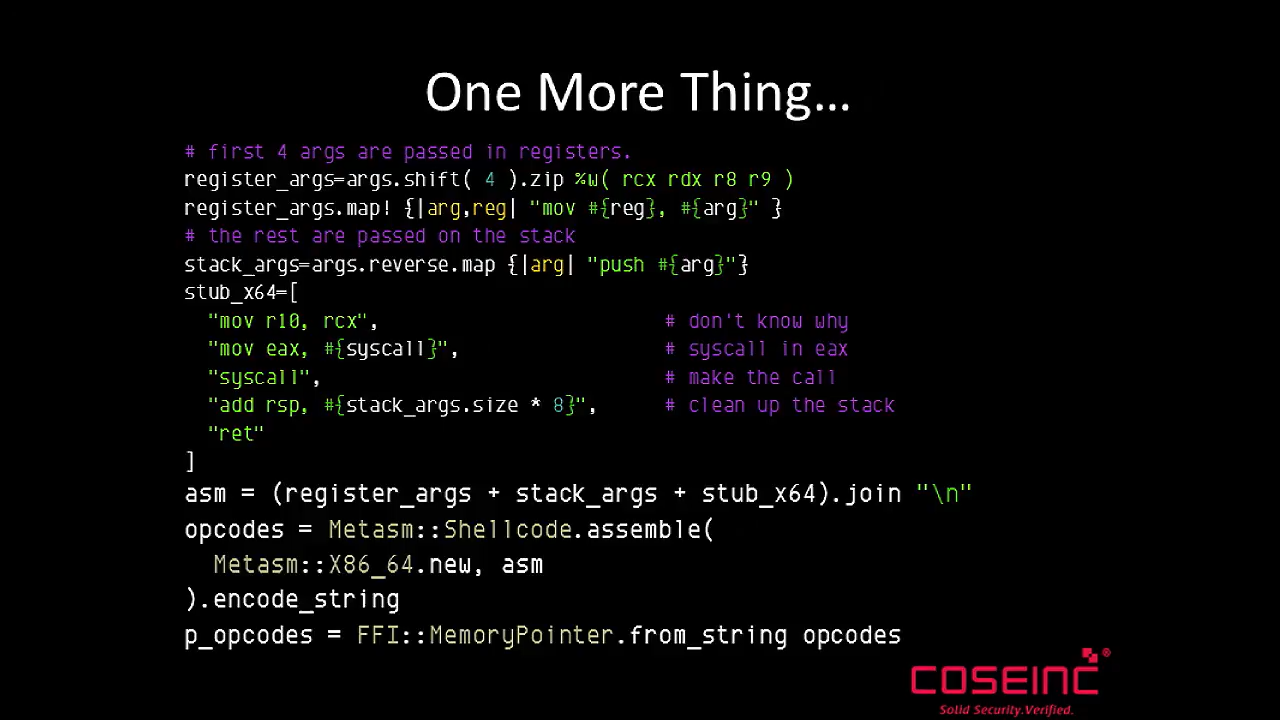 One More Thing...
# first 4 args are passed in registers.
register_args=args.shift( 4 ).zip %w( rcx rdx r8 r9 )
register_args.map! {|arg,reg| "mov #{reg}, #{arg}" }
# the rest are passed on the stack
stack_args=args.reverse.map {|arg| "push #{arg}"}
stub_x64=[
"mov r10, rcx", # don't know why
"mov eax, #{syscall}", # syscall in eax
"syscall", # make the call
"add rsp, #{stack_args.size * 8}", # clean up the stack
"ret"
]
asm = (register_args + stack_args + stub_x64).join "\n"
opcodes = Metasm::Shellcode.assemble(
Metasm::X86_64.new, asm
).encode_string
p_opcodes = FFI::MemoryPointer.from_string opcodes
COSEINC®
Solid Security.Verified.